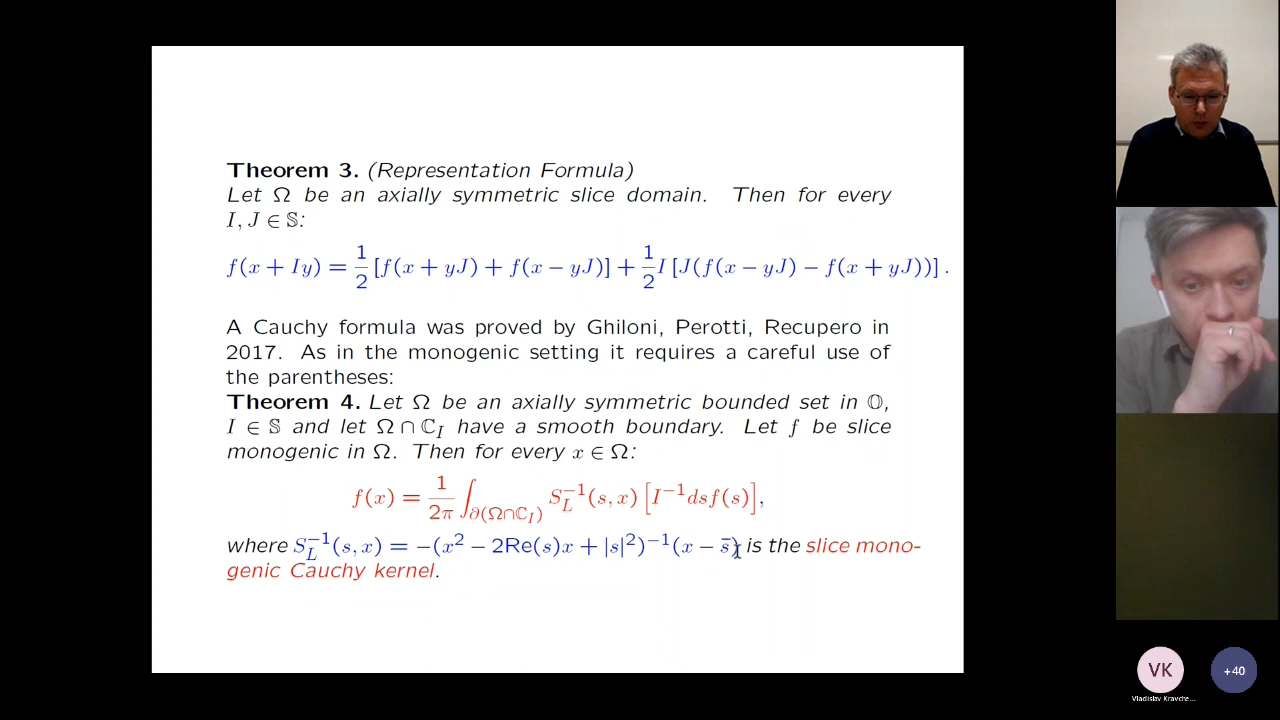 Theorem 3. (Representation Formula)
Let Ω be an axially symmetric slice domain. Then for every
I, J ∈ 𝕊:
f(x + Iy) = 1/2 [f(x + yJ) + f(x − yJ)] + 1/2 I [J(f(x − yJ) − f(x + yJ))] .
A Cauchy formula was proved by Ghiloni, Perotti, Recupero in
2017. As in the monogenic setting it requires a careful use of
the parentheses:
Theorem 4. Let Ω be an axially symmetric bounded set in 𝕆,
I ∈ 𝕊 and let Ω ∩ ℂ_I have a smooth boundary. Let f be slice
monogenic in Ω. Then for every x ∈ Ω:
f(x) = 1/2π ∫_{∂(Ω∩ℂ_I)} S_L^{−1}(s, x) [I^{−1}dsf(s)],
where S_L^{−1}(s, x) = −(x² − 2Re(s)x + |s|²)^{−1}(x − s̄) is the slice mono-
genic Cauchy kernel.
VK
+40
Vladislav Kravche...